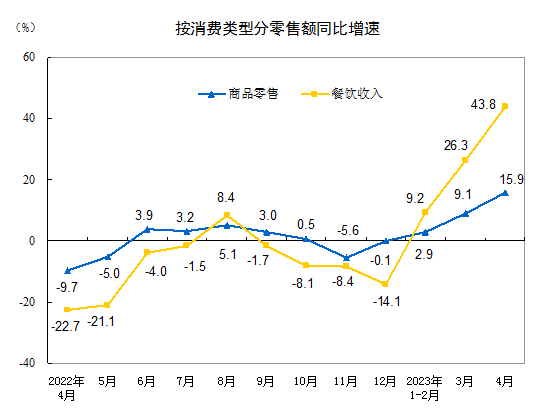 按消费类型分零售额同比增速
(%)
商品零售 餐饮收入
60
40
20
0
-20
-40
43.8
26.3
15.9
8.4
9.2
9.1
3.9 3.2 3.0 0.5 -5.6
-9.7 -5.0 -4.0 -1.5 5.1 -1.7 -0.1 2.9
-8.1 -8.4
-22.7 -21.1 -14.1
2022年 5月 6月 7月 8月 9月 10月 11月 12月 2023年 3月 4月
4月 1-2月